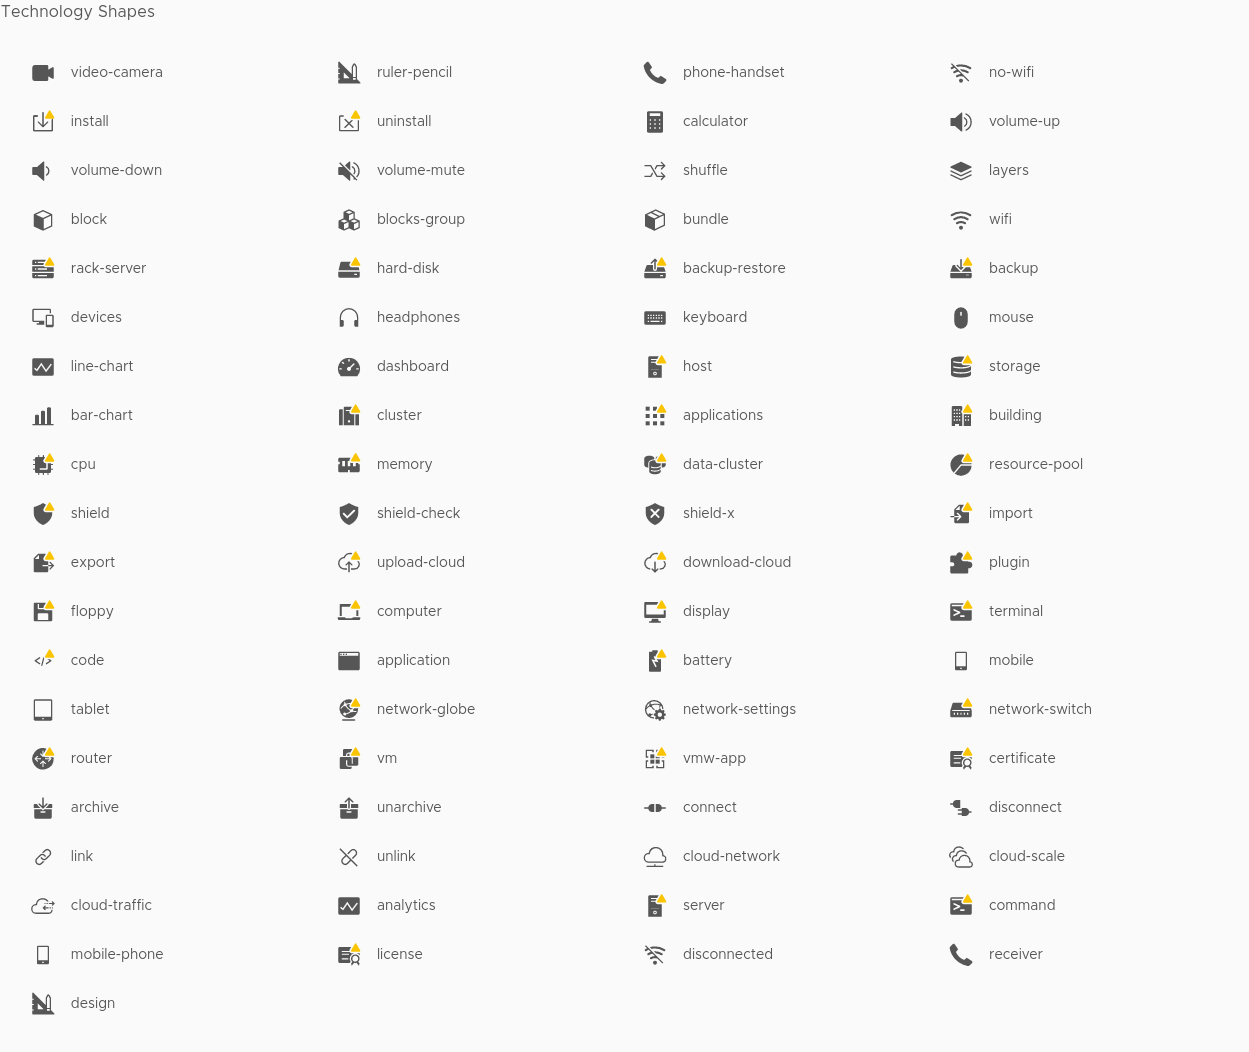 Technology Shapes
video-camera ruler-pencil phone-handset no-wifi
install uninstall calculator volume-up
volume-down volume-mute shuffle layers
block blocks-group bundle wifi
rack-server hard-disk backup-restore backup
devices headphones keyboard mouse
line-chart dashboard host storage
bar-chart cluster applications building
cpu memory data-cluster resource-pool
shield shield-check shield-x import
export upload-cloud download-cloud plugin
floppy computer display terminal
code application battery mobile
tablet network-globe network-settings network-switch
router vm vmw-app certificate
archive unarchive connect disconnect
link unlink cloud-network cloud-scale
cloud-traffic analytics server command
mobile-phone license disconnected receiver
design